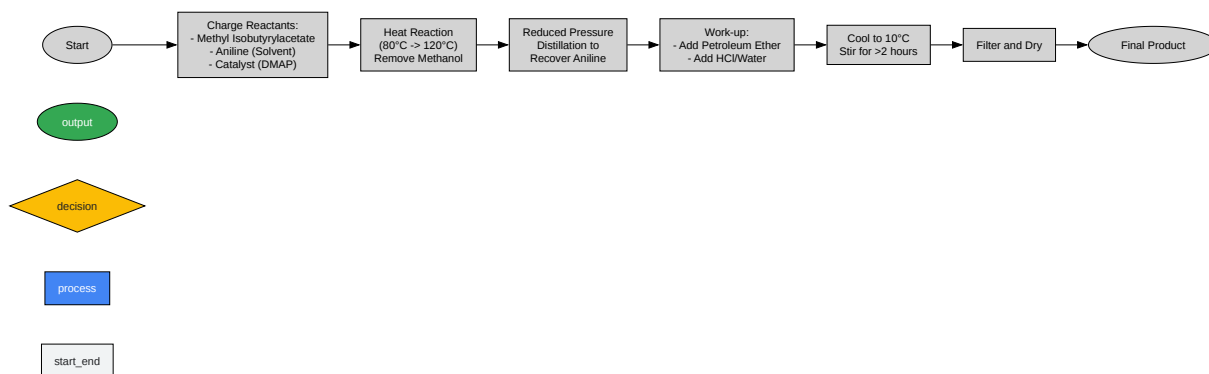 Start
Charge Reactants:
- Methyl Isobutyrylacetate
- Aniline (Solvent)
- Catalyst (DMAP)
Heat Reaction
(80°C -> 120°C)
Remove Methanol
Reduced Pressure
Distillation to
Recover Aniline
Work-up:
- Add Petroleum Ether
- Add HCl/Water
Cool to 10°C
Stir for >2 hours
Filter and Dry
Final Product
output
decision
process
start_end